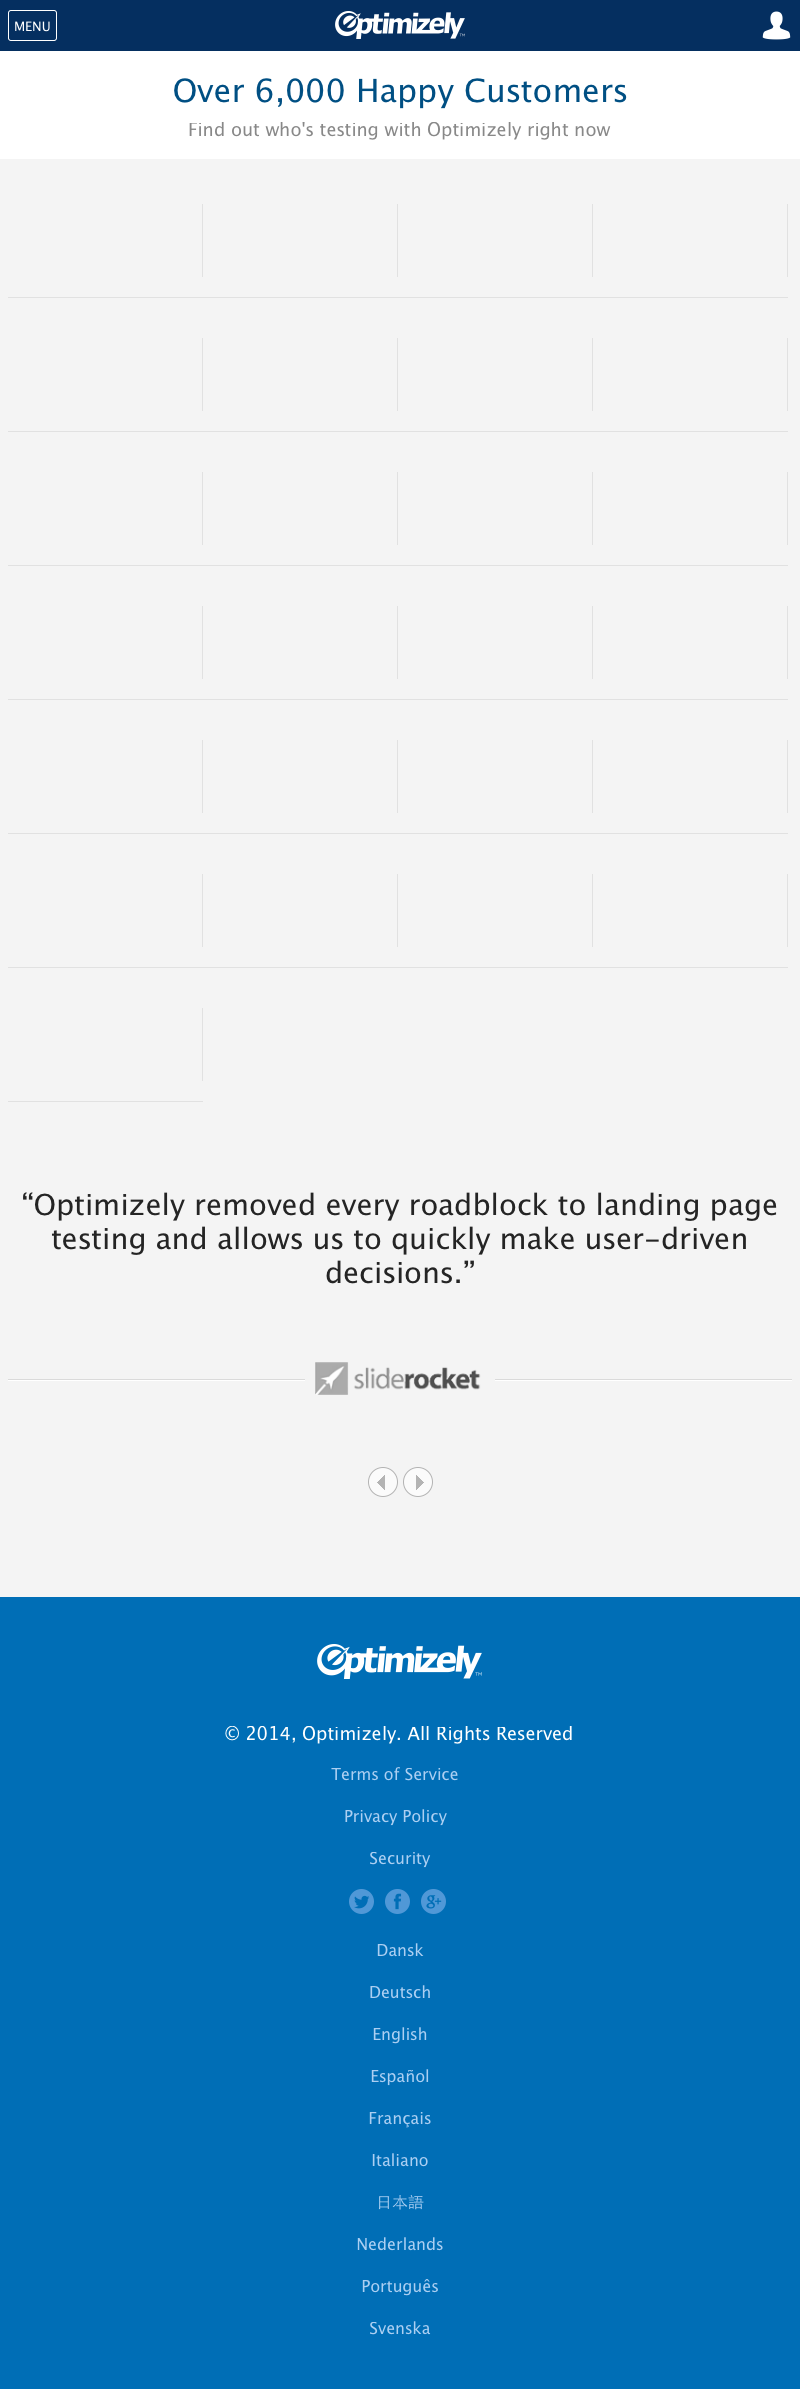 MENU
Optimizely
Over 6,000 Happy Customers
Find out who's testing with Optimizely right now
“Optimizely removed every roadblock to landing page
testing and allows us to quickly make user-driven
decisions.”
sliderocket
Optimizely™
© 2014, Optimizely. All Rights Reserved
Terms of Service
Privacy Policy
Security
Dansk
Deutsch
English
Español
Français
Italiano
日本語
Nederlands
Português
Svenska